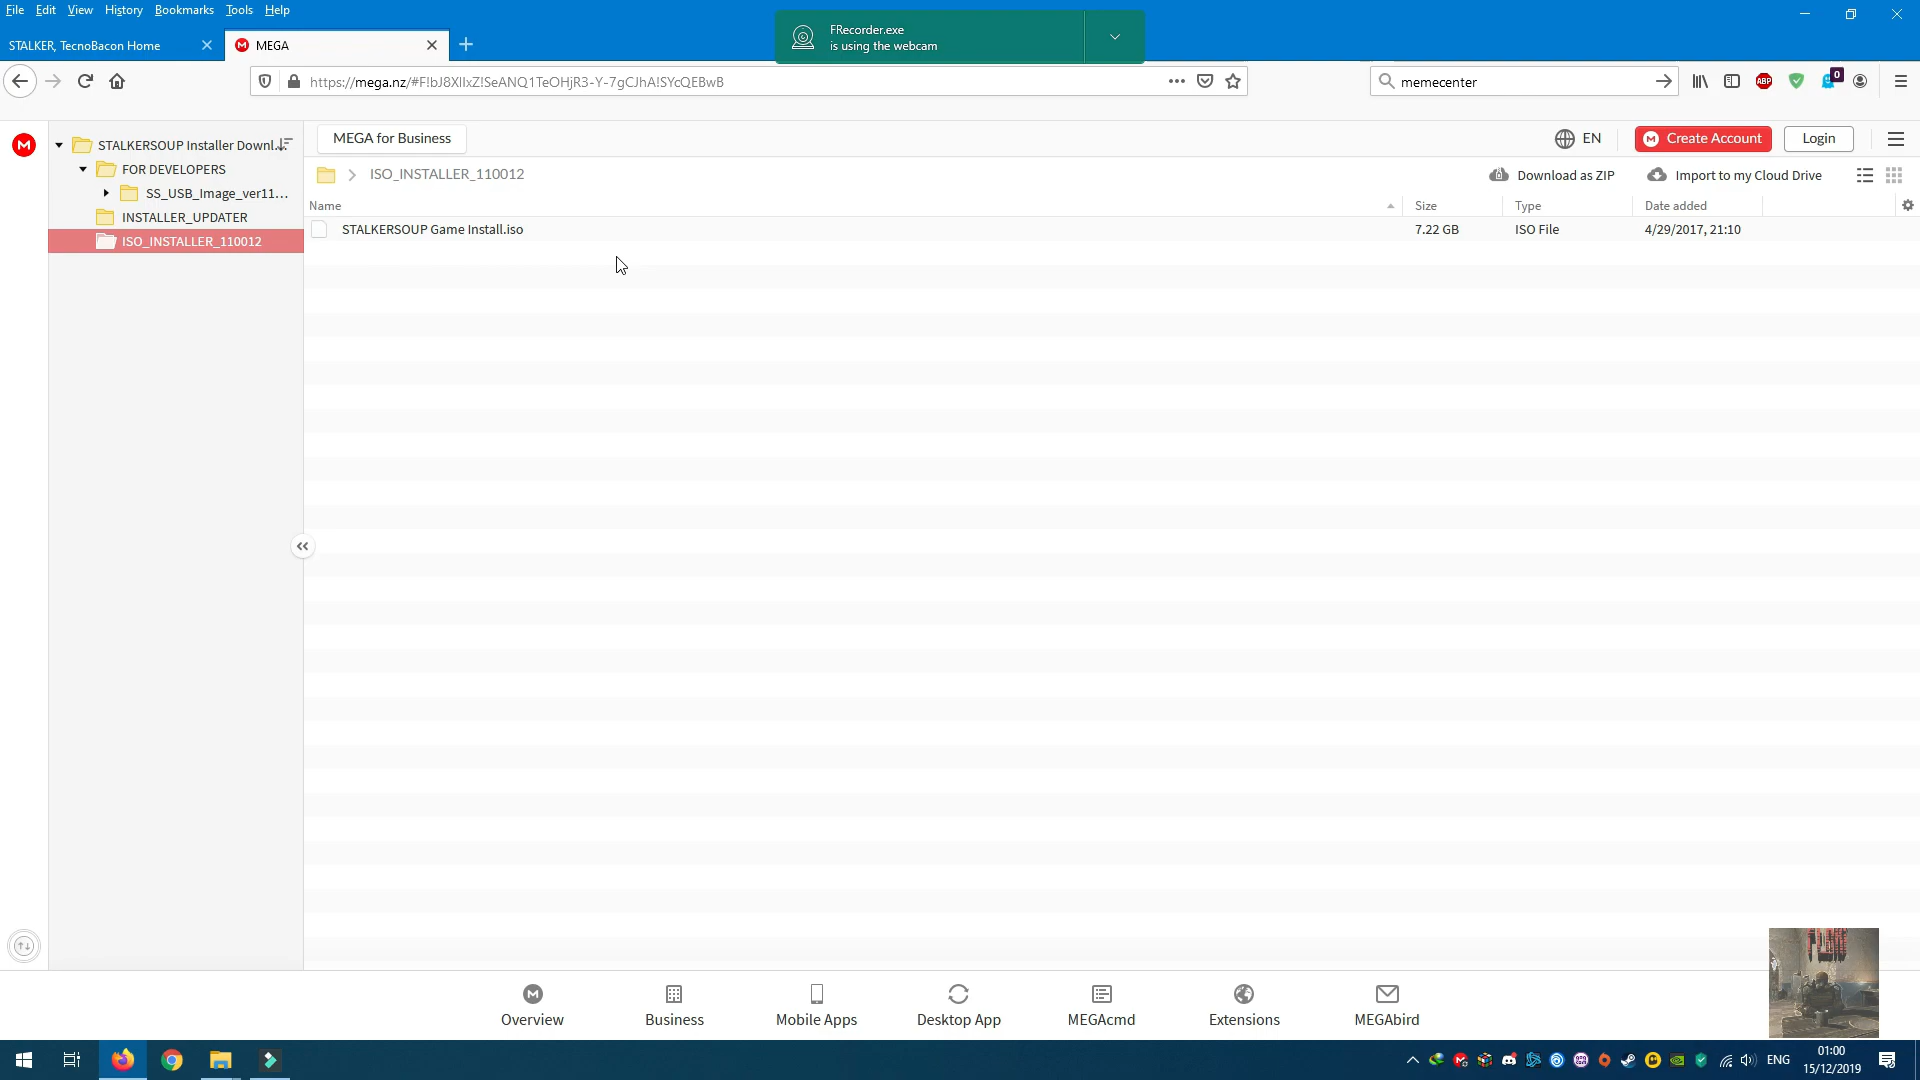 File Edit View History Bookmarks Tools Help
FRecorder.exe
is using the webcam
STALKER, TecnoBacon Home
MEGA
https://mega.nz/#F!bJ8XlIxZ!SeANQ1TeOHjR3-Y-7gCJhA!SYcQEBwB
memecenter
ABP
0
STALKERSOUP Installer Downl...
MEGA for Business
EN
Create Account
Login
FOR DEVELOPERS
ISO_INSTALLER_110012
Download as ZIP
Import to my Cloud Drive
SS_USB_Image_ver11...
Name
Size
Type
Date added
INSTALLER_UPDATER
STALKERSOUP Game Install.iso
7.22 GB
ISO File
4/29/2017, 21:10
ISO_INSTALLER_110012
Overview
Business
Mobile Apps
Desktop App
MEGAcmd
Extensions
MEGAbird
ENG
01:00
15/12/2019